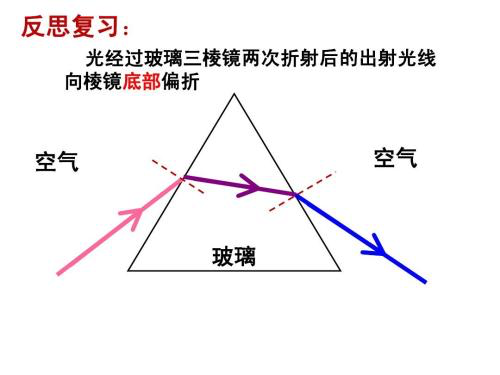 反思复习：
光经过玻璃三棱镜两次折射后的出射光线
向棱镜底部偏折
空气
空气
玻璃